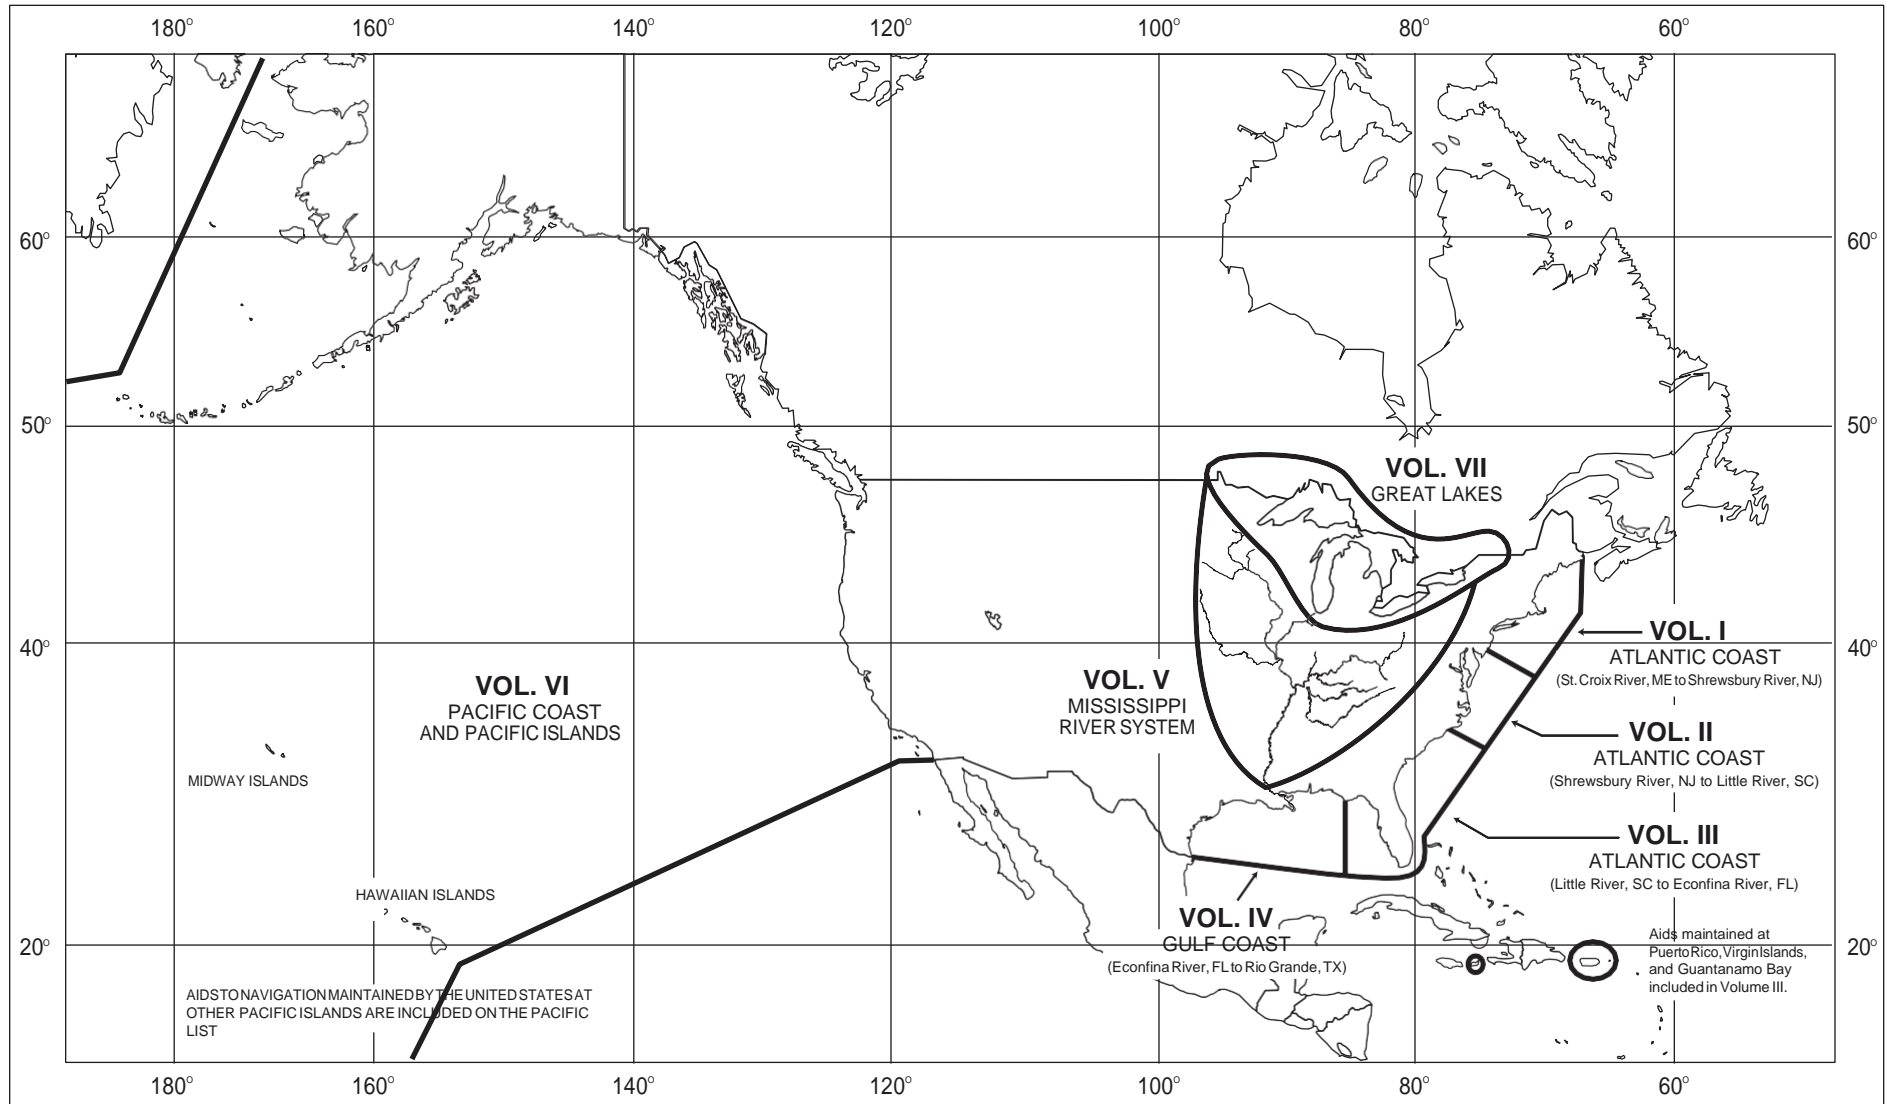 180° 160° 140° 120° 100° 80° 60°
60° 60°
50° 50°
VOL. VII
GREAT LAKES
40° 40°
VOL. I
ATLANTIC COAST
(St. Croix River, ME to Shrewsbury River, NJ)
VOL. VI
PACIFIC COAST
AND PACIFIC ISLANDS
VOL. V
MISSISSIPPI
RIVER SYSTEM
VOL. II
ATLANTIC COAST
(Shrewsbury River, NJ to Little River, SC)
MIDWAY ISLANDS
VOL. III
ATLANTIC COAST
(Little River, SC to Econfina River, FL)
HAWAIIAN ISLANDS
VOL. IV
GULF COAST
(Econfina River, FL to Rio Grande, TX)
20° 20°
Aids maintained at
Puerto Rico, Virgin Islands,
and Guantanamo Bay
included in Volume III.
AIDS TO NAVIGATION MAINTAINED BY THE UNITED STATES AT
OTHER PACIFIC ISLANDS ARE INCLUDED ON THE PACIFIC
LIST
180° 160° 140° 120° 100° 80° 60°